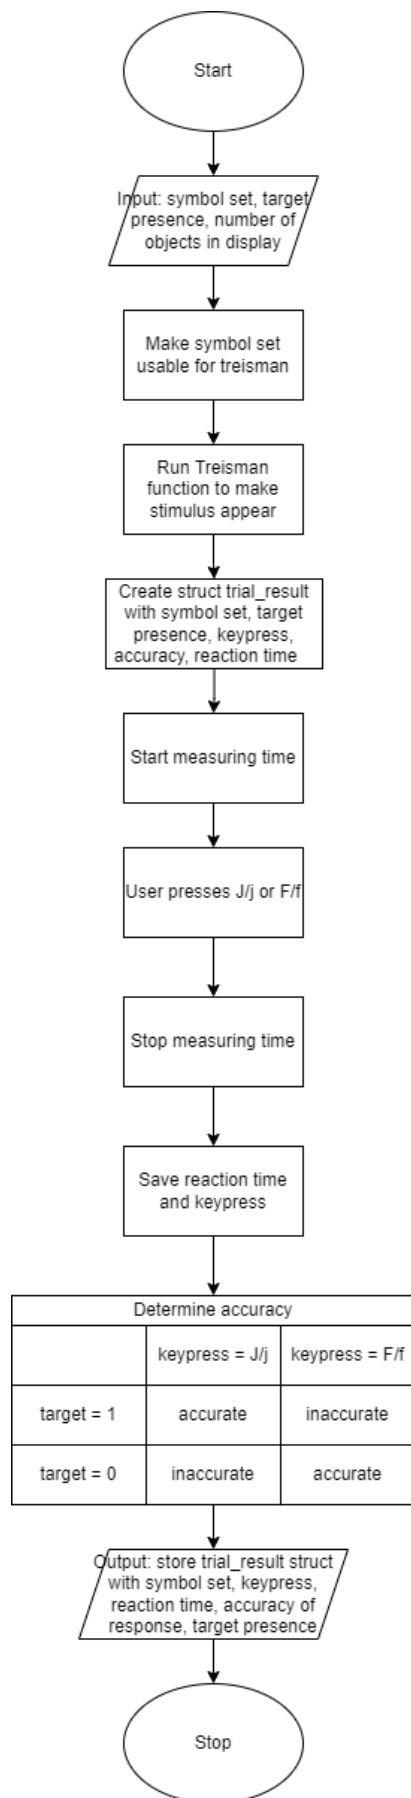 Start
Input: symbol set, target
presence, number of
objects in display
Make symbol set
usable for treisman
Run Treisman
function to make
stimulus appear
Create struct trial_result
with symbol set, target
presence, keypress,
accuracy, reaction time
Start measuring time
User presses J/j or F/f
Stop measuring time
Save reaction time
and keypress
Determine accuracy
keypress = J/j keypress = F/f
target = 1 accurate inaccurate
target = 0 inaccurate accurate
Output: store trial_result struct
with symbol set, keypress,
reaction time, accuracy of
response, target presence
Stop